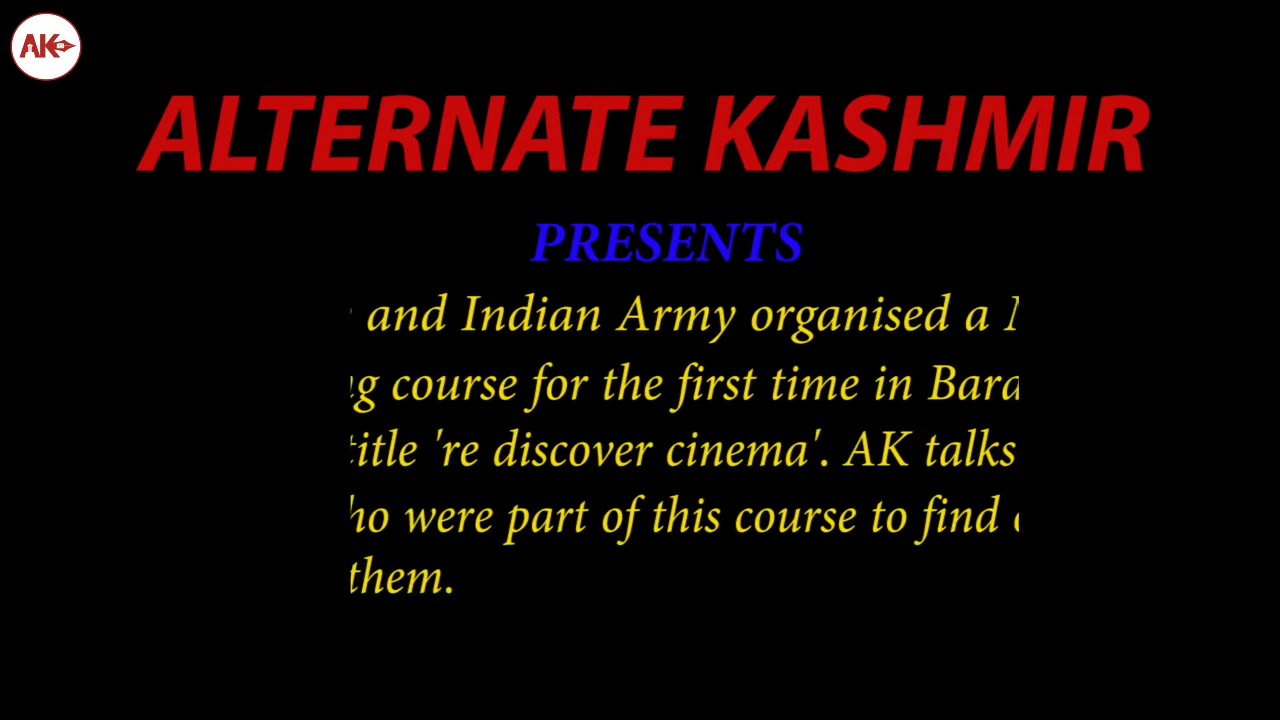 AK
ALTERNATE KASHMIR
PRESENTS
and Indian Army organised a
course for the first time in
title 're discover cinema'. AK talks
were part of this course to find
them.